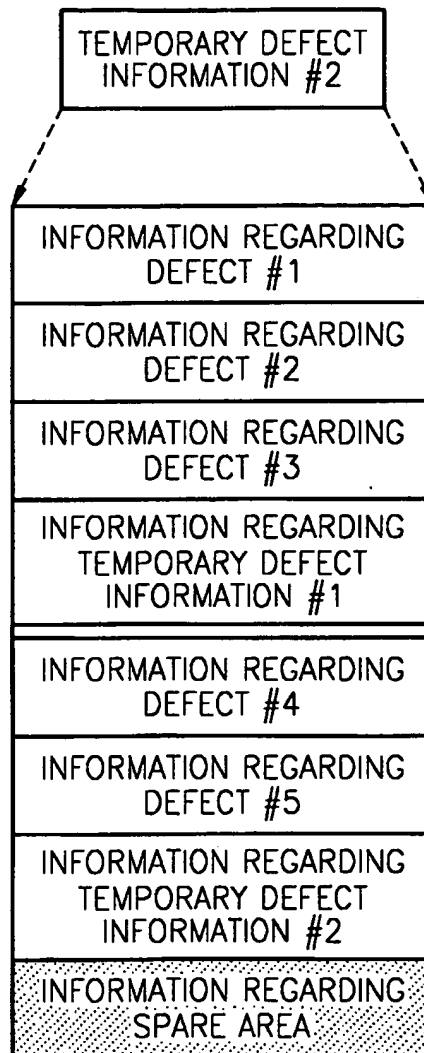 TEMPORARY DEFECT
INFORMATION #2
INFORMATION REGARDING
DEFECT #1
INFORMATION REGARDING
DEFECT #2
INFORMATION REGARDING
DEFECT #3
INFORMATION REGARDING
TEMPORARY DEFECT
INFORMATION #1
INFORMATION REGARDING
DEFECT #4
INFORMATION REGARDING
DEFECT #5
INFORMATION REGARDING
TEMPORARY DEFECT
INFORMATION #2
INFORMATION REGARDING
SPARE AREA